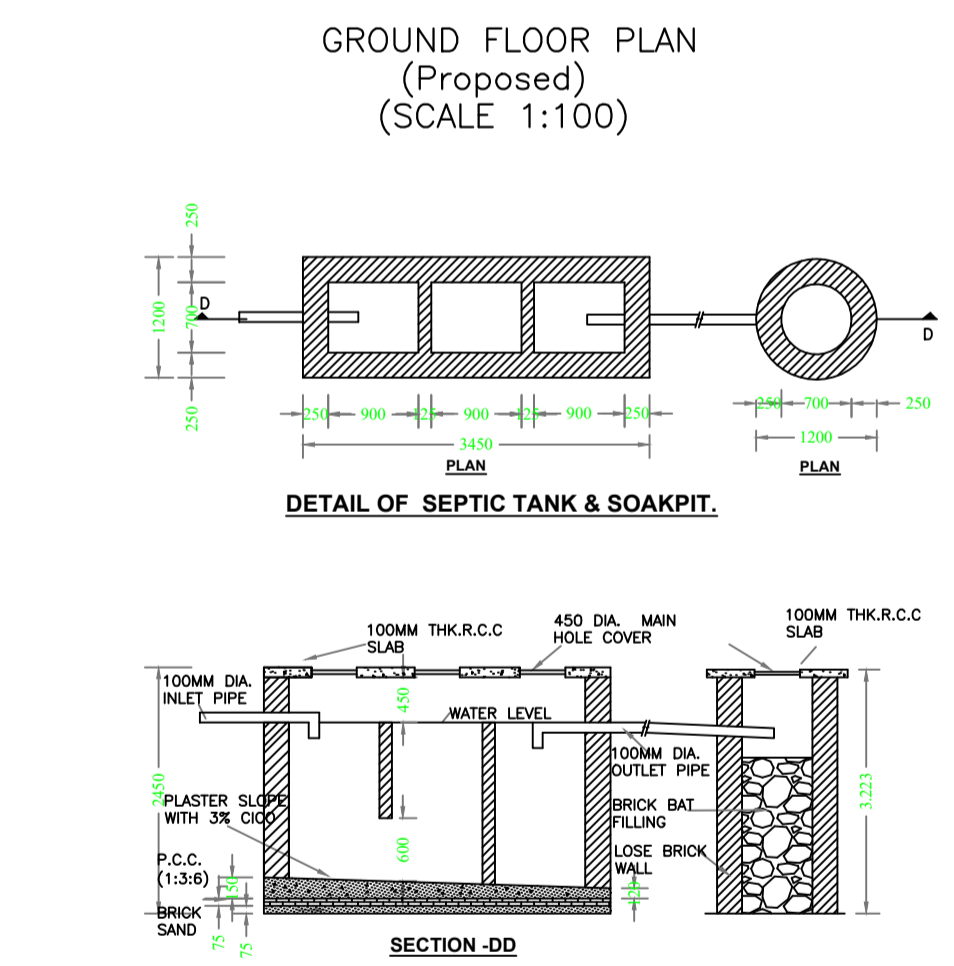 GROUND FLOOR PLAN
(Proposed)
(SCALE 1:100)
250
1200
700
250
D
D
250
900
125
900
125
900
250
3450
PLAN
250
700
250
1200
PLAN
DETAIL OF SEPTIC TANK & SOAKPIT.
100MM THK.R.C.C
SLAB
450 DIA. MAIN
HOLE COVER
100MM THK.R.C.C
SLAB
100MM DIA.
INLET PIPE
450
WATER LEVEL
100MM DIA.
OUTLET PIPE
2450
3.223
PLASTER SLOPE
WITH 3% CICO
BRICK BAT
FILLING
600
LOSE BRICK
WALL
P.C.C.
(1:3:6)
150
BRICK
SAND
75
75
SECTION -DD